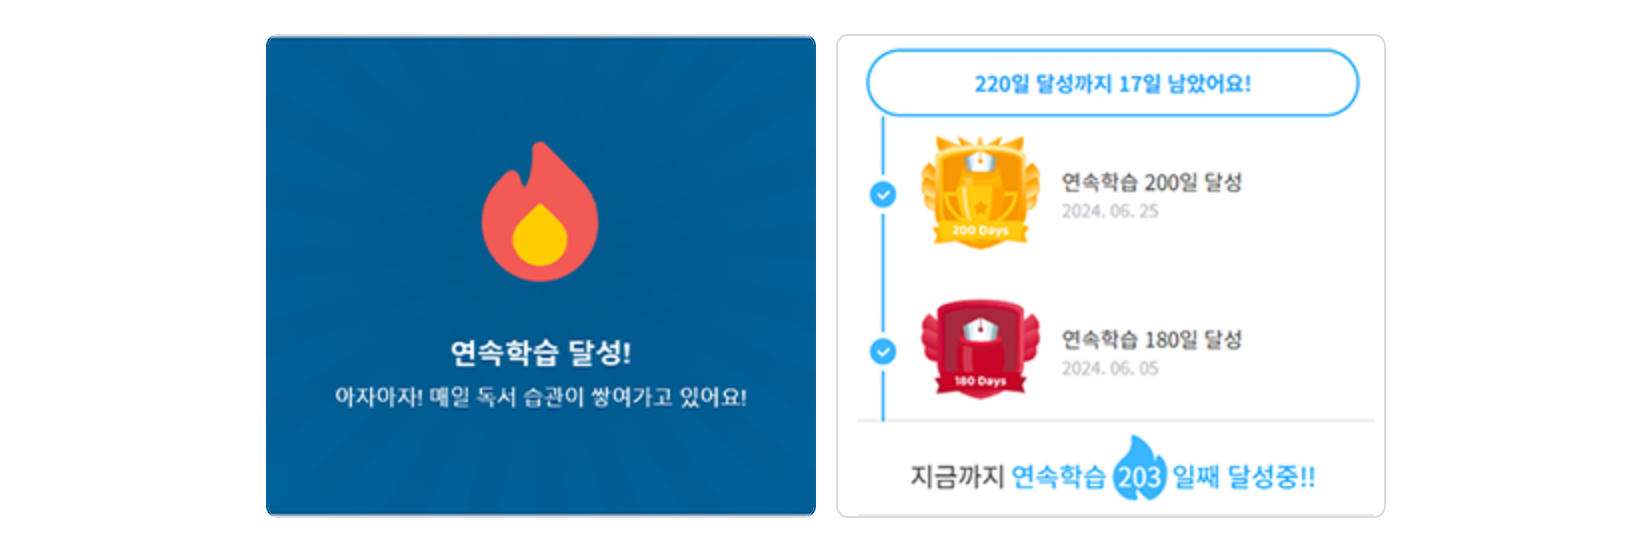 연속학습 달성!
아자아자! 매일 독서 습관이 쌓여가고 있어요!
220일 달성까지 17일 남았어요!
200 Days
연속학습 200일 달성
2024. 06. 25
180 Days
연속학습 180일 달성
2024. 06. 05
지금까지 연속학습 203 일째 달성중!!